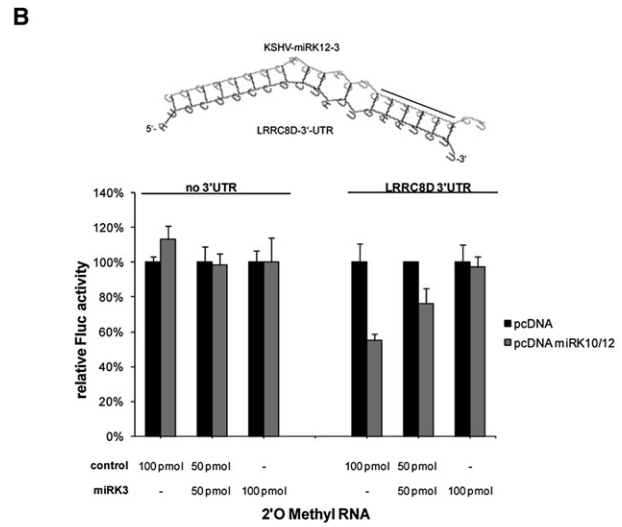 B
KSHV-miRK12-3
5'-
LRRC8D-3'-UTR
-3'
no 3'UTR
LRRC8D 3'UTR
140%
120%
100%
80%
60%
40%
20%
0%
relative Fluc activity
pcDNA
pcDNA miRK10/12
control 100 pmol 50 pmol - 100 pmol 50 pmol -
miRK3 - 50 pmol 100 pmol - 50 pmol 100 pmol
2'O Methyl RNA